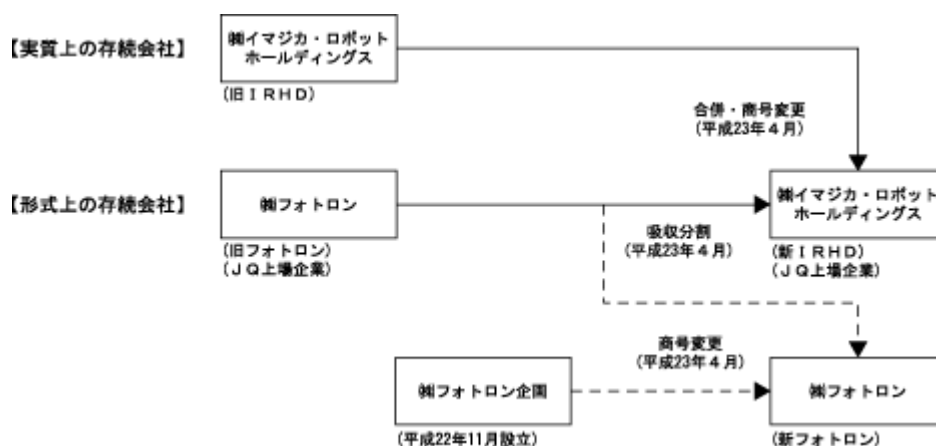 【実質上の存続会社】
㈱イマジカ・ロボット
ホールディングス
(旧ＩＲＨＤ)
合併・商号変更
(平成23年４月)
【形式上の存続会社】
㈱フォトロン
(旧フォトロン)
(ＪＱ上場企業)
吸収分割
(平成23年４月)
㈱イマジカ・ロボット
ホールディングス
(新ＩＲＨＤ)
(ＪＱ上場企業)
㈱フォトロン企画
(平成22年11月設立)
商号変更
(平成23年４月)
㈱フォトロン
(新フォトロン)